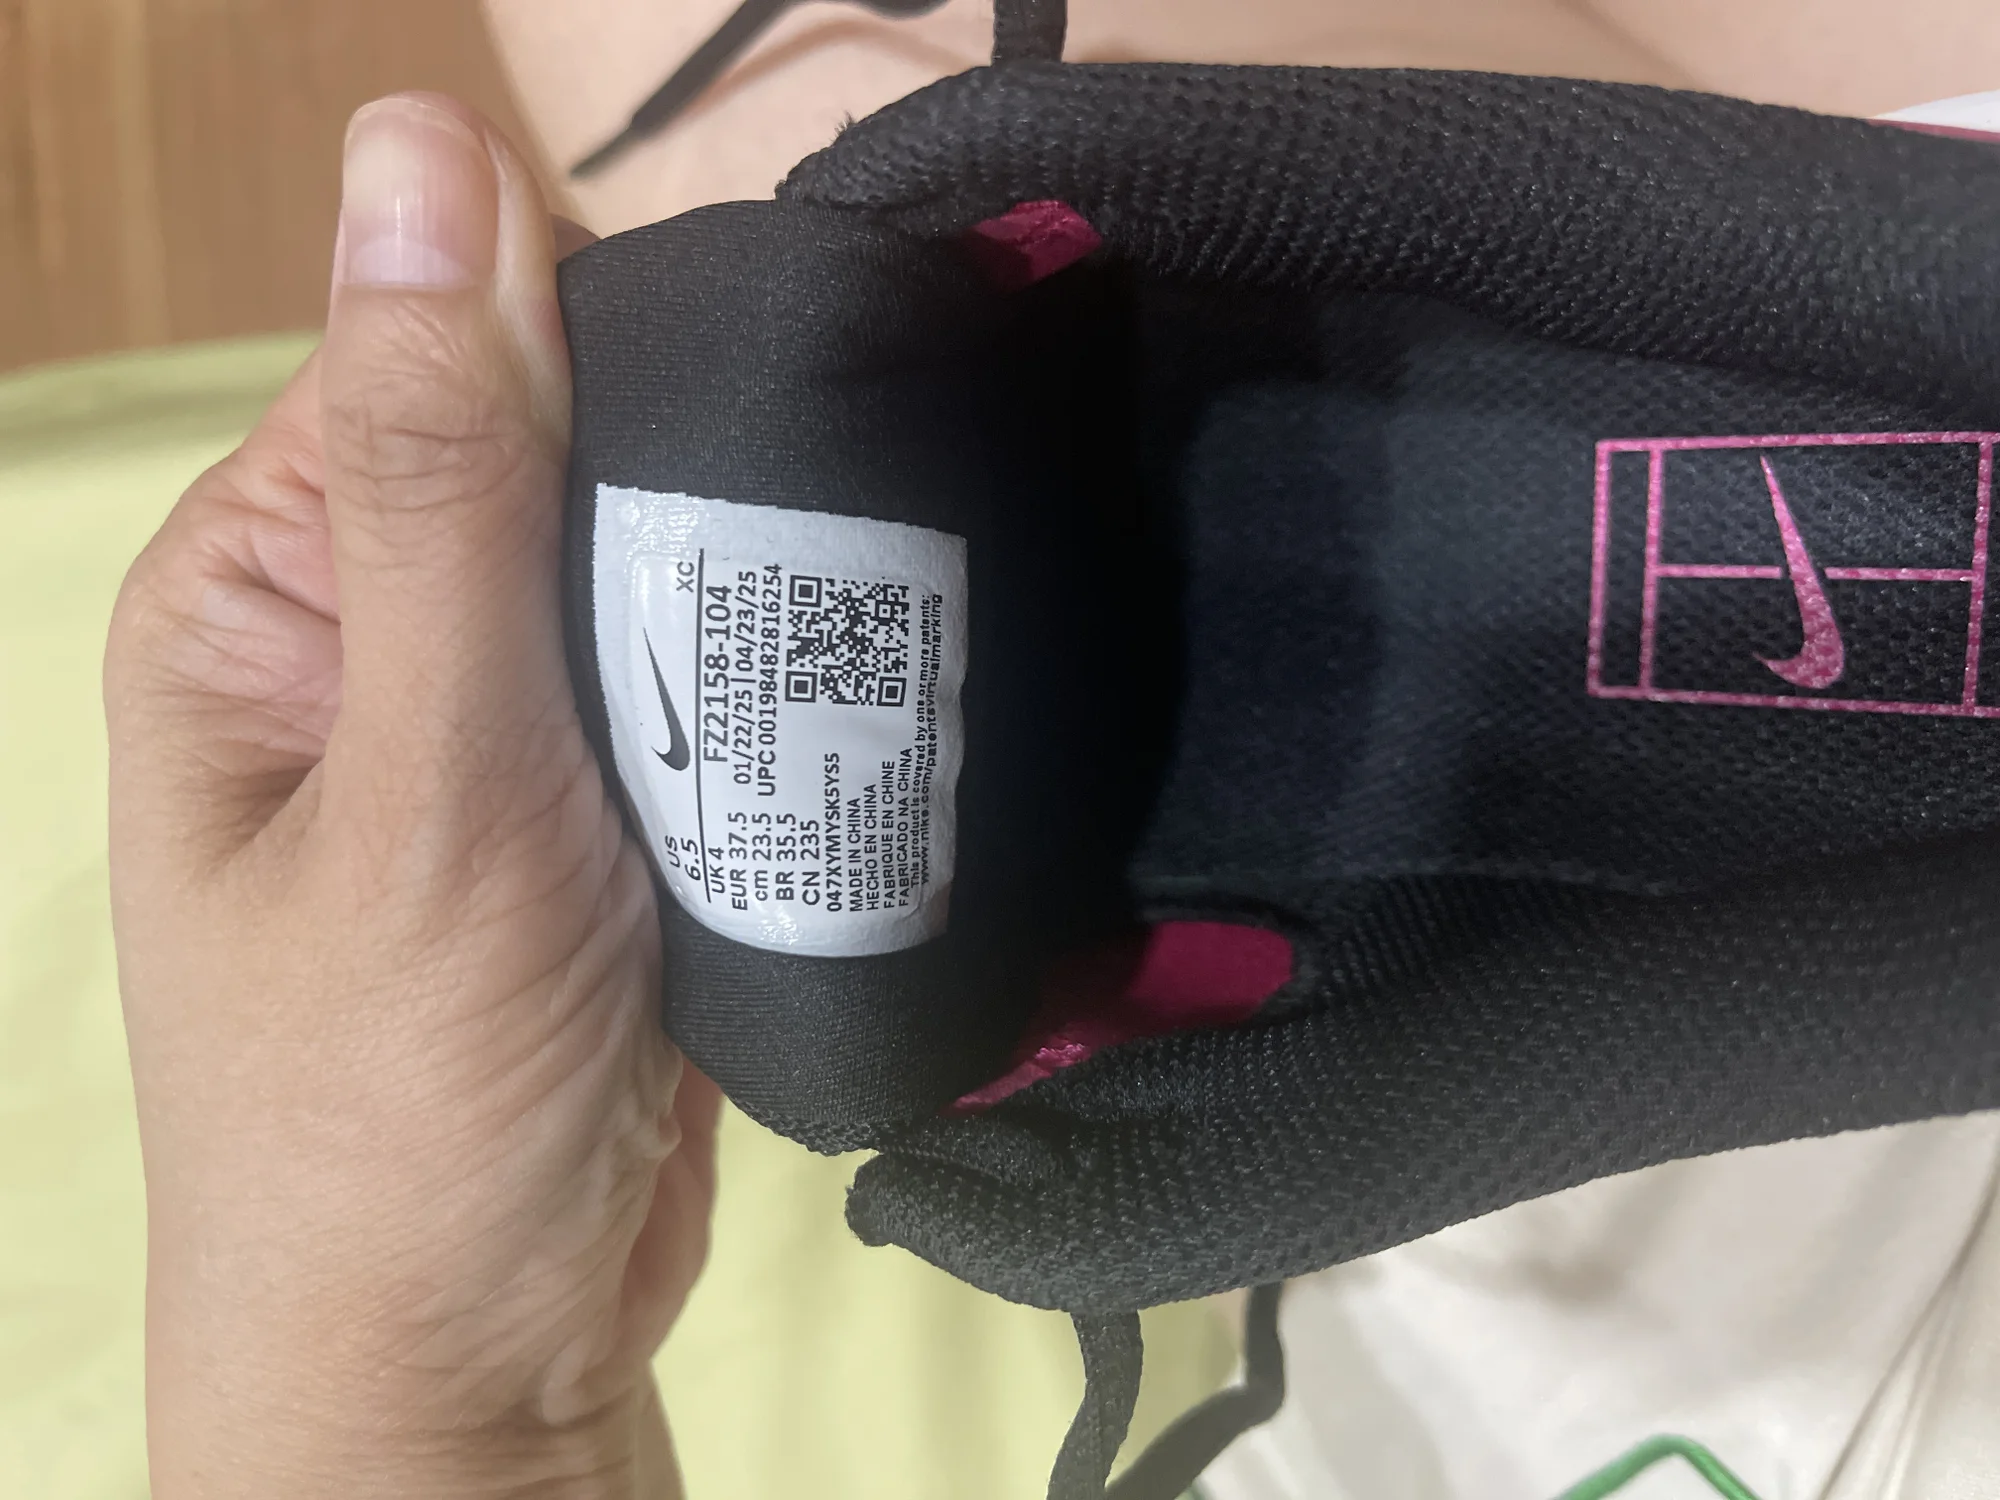 XC
US
6.5
FZ2158-104
UK 4
01/22/25 | 04/23/25
EUR 37.5
UPC 00198482816254
cm 23.5
BR 35.5
CN 235
047XYMYSK5YS5
MADE IN CHINA
HECHO EN CHINA
FABRIQUE EN CHINE
FABRICADO NA CHINA
This product is covered by one or more patents:
www.nike.com/patentsvirtualmarking